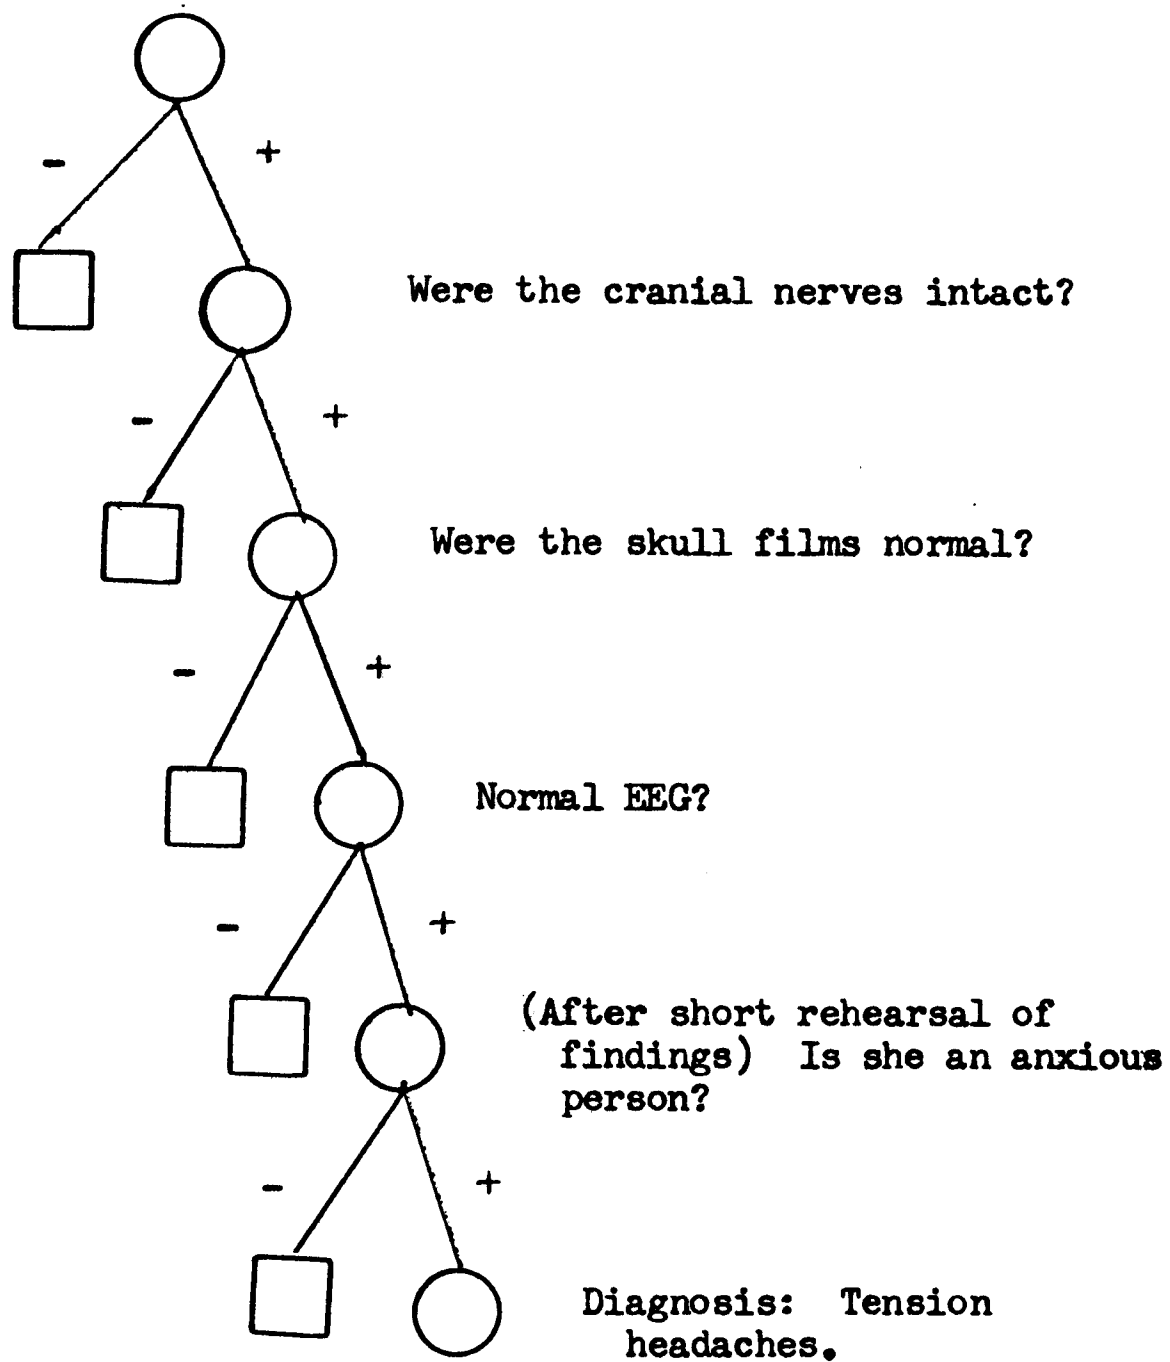 - +
Were the cranial nerves intact?
- +
Were the skull films normal?
- +
Normal EEG?
- +
(After short rehearsal of
findings) Is she an anxious
person?
- +
Diagnosis: Tension
headaches.